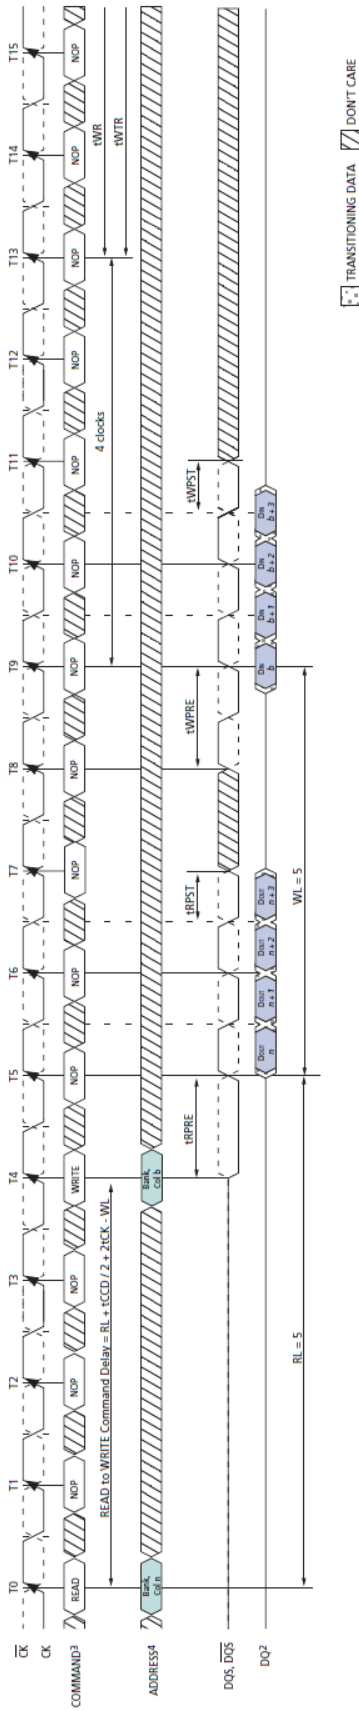 T0 T1 T2 T3 T4 T5 T6 T7 T8 T9 T10 T11 T12 T13 T14 T15
CK
CK
COMMAND3 READ NOP NOP NOP WRITE NOP NOP NOP NOP NOP NOP NOP NOP NOP NOP NOP
READ to WRITE Command Delay = RL + tCCD / 2 + 2tCK - WL
4 clocks
tWR
tWTR
ADDRESS4
Bank,
Col n
Bank,
Col b
tRPRE
tRPST
tWPRE
tWPST
DQS, DQS
DQ2
DOUT
n
DOUT
n + 1
DOUT
n + 2
DOUT
n + 3
DIN
b
DIN
b + 1
DIN
b + 2
DIN
b + 3
RL = 5
WL = 5
TRANSITIONING DATA
DON'T CARE